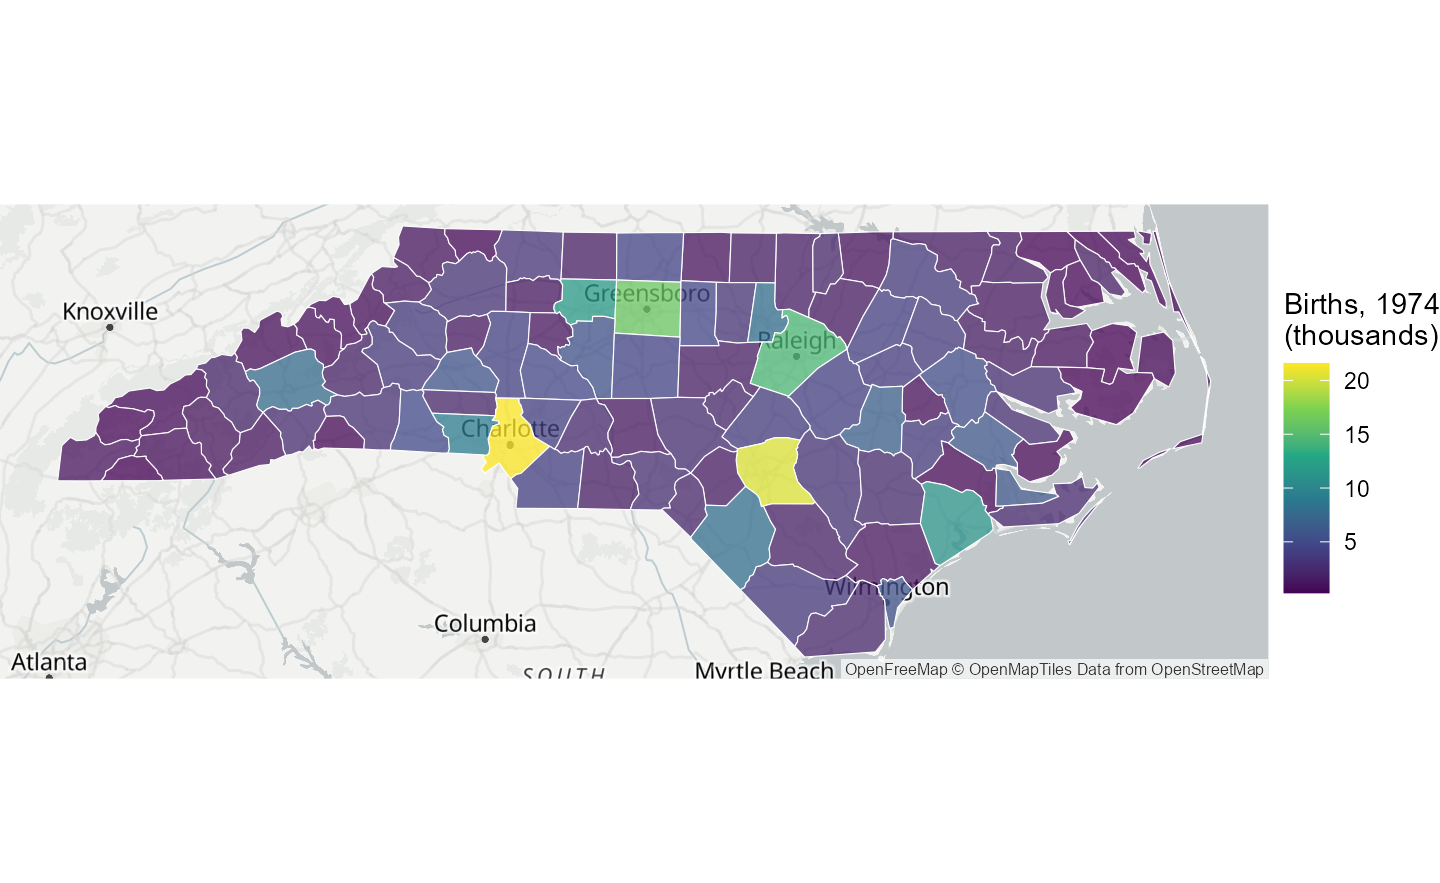 Knoxville
Greensboro
Raleigh
Charlotte
Wilmington
Columbia
Atlanta
SOUTH
Myrtle Beach
OpenFreeMap © OpenMapTiles Data from OpenStreetMap
Births, 1974
(thousands)
20
15
10
5